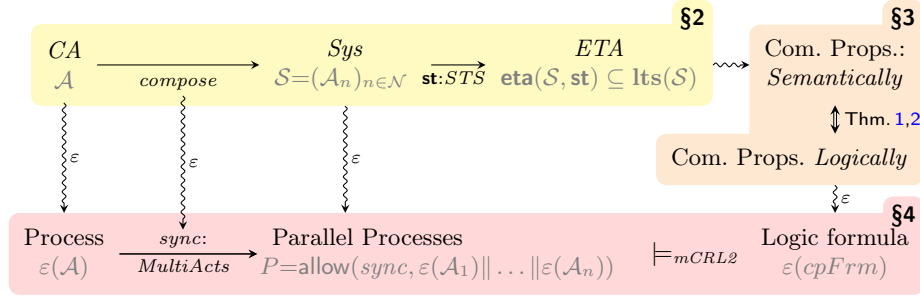 §2
§3
CA
Sys
ETA
Com. Props.:
𝒜
compose
𝒮=(𝒜ₙ)ₙ∈𝒩
st:STS
eta(𝒮, st) ⊆ lts(𝒮)
Semantically
Thm. 1,2
ε
ε
ε
Com. Props. Logically
ε
§4
Process
sync:
Parallel Processes
Logic formula
ε(𝒜)
MultiActs
P=allow(sync, ε(𝒜₁)‖ … ‖ε(𝒜ₙ))
⊨mCRL2
ε(cpFrm)